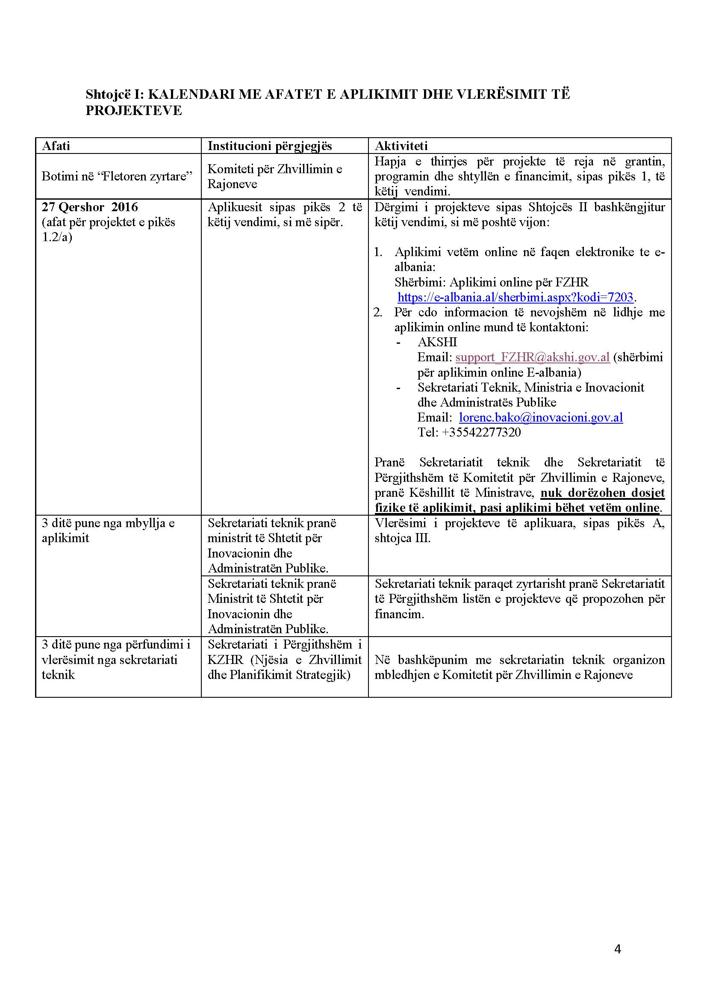 Shtojcë I: KALENDARI ME AFATET E APLIKIMIT DHE VLERËSIMIT TË
PROJEKTEVE
Afati
Institucioni përgjegjës
Aktiviteti
Botimi në “Fletoren zyrtare”
Komiteti për Zhvillimin e
Rajoneve
Hapja e thirrjes për projekte të reja në grantin,
programin dhe shtyllën e financimit, sipas pikës 1, të
këtij vendimi.
27 Qershor 2016
(afat për projektet e pikës
1.2/a)
Aplikuesit sipas pikës 2 të
këtij vendimi, si më sipër.
Dërgimi i projekteve sipas Shtojcës II bashkëngjitur
këtij vendimi, si më poshtë vijon:
1. Aplikimi vetëm online në faqen elektronike te e-
albania:
Shërbimi: Aplikimi online për FZHR
https://e-albania.al/sherbimi.aspx?kodi=7203.
2. Për cdo informacion të nevojshëm në lidhje me
aplikimin online mund të kontaktoni:
- AKSHI
Email: support_FZHR@akshi.gov.al (shërbimi
për aplikimin online E-albania)
- Sekretariati Teknik, Ministria e Inovacionit
dhe Administratës Publike
Email: lorenc.bako@inovacioni.gov.al
Tel: +35542277320
Pranë Sekretariatit teknik dhe Sekretariatit të
Përgjithshëm të Komitetit për Zhvillimin e Rajoneve,
pranë Këshillit të Ministrave, nuk dorëzohen dosjet
fizike të aplikimit, pasi aplikimi bëhet vetëm online.
3 ditë pune nga mbyllja e
aplikimit
Sekretariati teknik pranë
ministrit të Shtetit për
Inovacionin dhe
Administratën Publike.
Vlerësimi i projekteve të aplikuara, sipas pikës A,
shtojca III.
Sekretariati teknik pranë
Ministrit të Shtetit për
Inovacionin dhe
Administratën Publike.
Sekretariati teknik paraqet zyrtarisht pranë Sekretariatit
të Përgjithshëm listën e projekteve që propozohen për
financim.
3 ditë pune nga përfundimi i
vlerësimit nga sekretariati
teknik
Sekretariati i Përgjithshëm i
KZHR (Njësia e Zhvillimit
dhe Planifikimit Strategjik)
Në bashkëpunim me sekretariatin teknik organizon
mbledhjen e Komitetit për Zhvillimin e Rajoneve
4